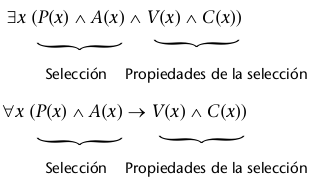 ∃x (P(x) ∧ A(x) ∧ V(x) ∧ C(x))
Selección Propiedades de la selección
∀x (P(x) ∧ A(x) → V(x) ∧ C(x))
Selección Propiedades de la selección